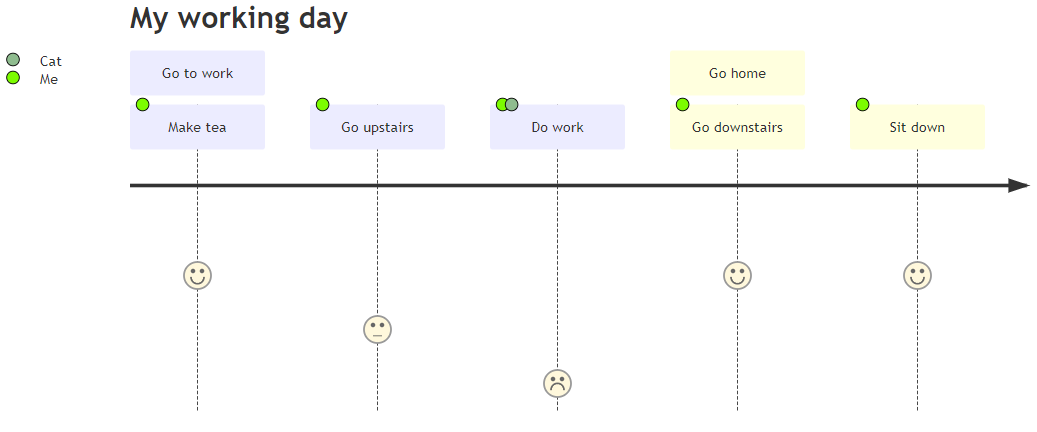 My working day
Cat
Me
Go to work
Go home
Make tea
Go upstairs
Do work
Go downstairs
Sit down